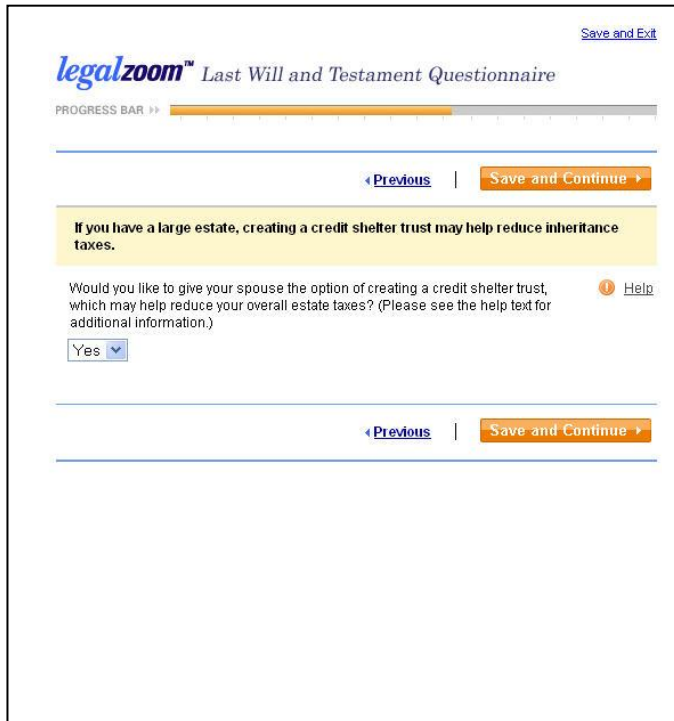 Save and Exit
legalzoom™ Last Will and Testament Questionnaire
PROGRESS BAR
Previous | Save and Continue
If you have a large estate, creating a credit shelter trust may help reduce inheritance
taxes.
Would you like to give your spouse the option of creating a credit shelter trust,
which may help reduce your overall estate taxes? (Please see the help text for
additional information.)
Help
Yes
Previous | Save and Continue